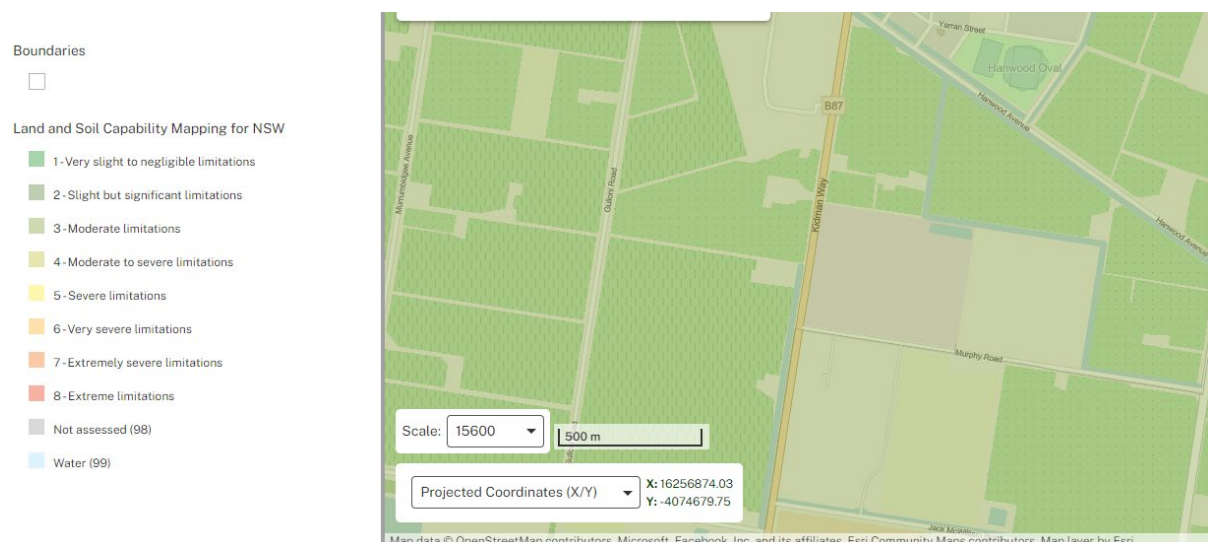 Boundaries
Land and Soil Capability Mapping for NSW
1 - Very slight to negligible limitations
2 - Slight but significant limitations
3 - Moderate limitations
4 - Moderate to severe limitations
5 - Severe limitations
6 - Very severe limitations
7 - Extremely severe limitations
8 - Extreme limitations
Not assessed (98)
Water (99)
Yarran Street
Hanwood Oval
Hanwood Avenue
B87
Murrumbidgee Avenue
Gulloni Road
Kidman Way
Hanwood Avenue
Murphy Road
Scale: 15600
500 m
Projected Coordinates (X/Y)
X: 16256874.03
Y: -4074679.75
Map data © OpenStreetMap contributors, Microsoft, Facebook, Inc. and its affiliates, Esri Community Maps contributors, Map layer by Esri